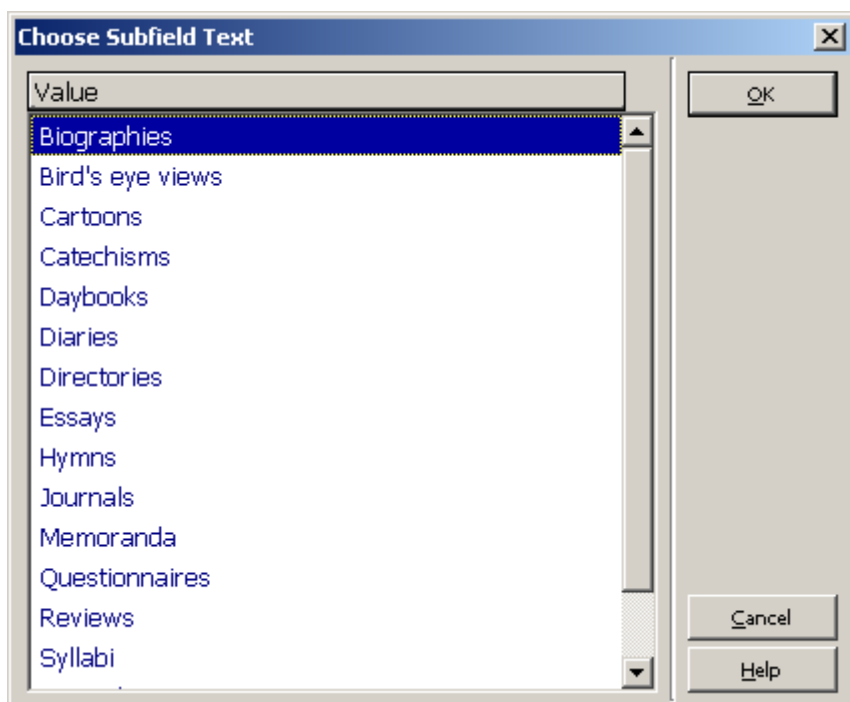 Choose Subfield Text
Value
Biographies
Bird's eye views
Cartoons
Catechisms
Daybooks
Diaries
Directories
Essays
Hymns
Journals
Memoranda
Questionnaires
Reviews
Syllabi
OK
Cancel
Help